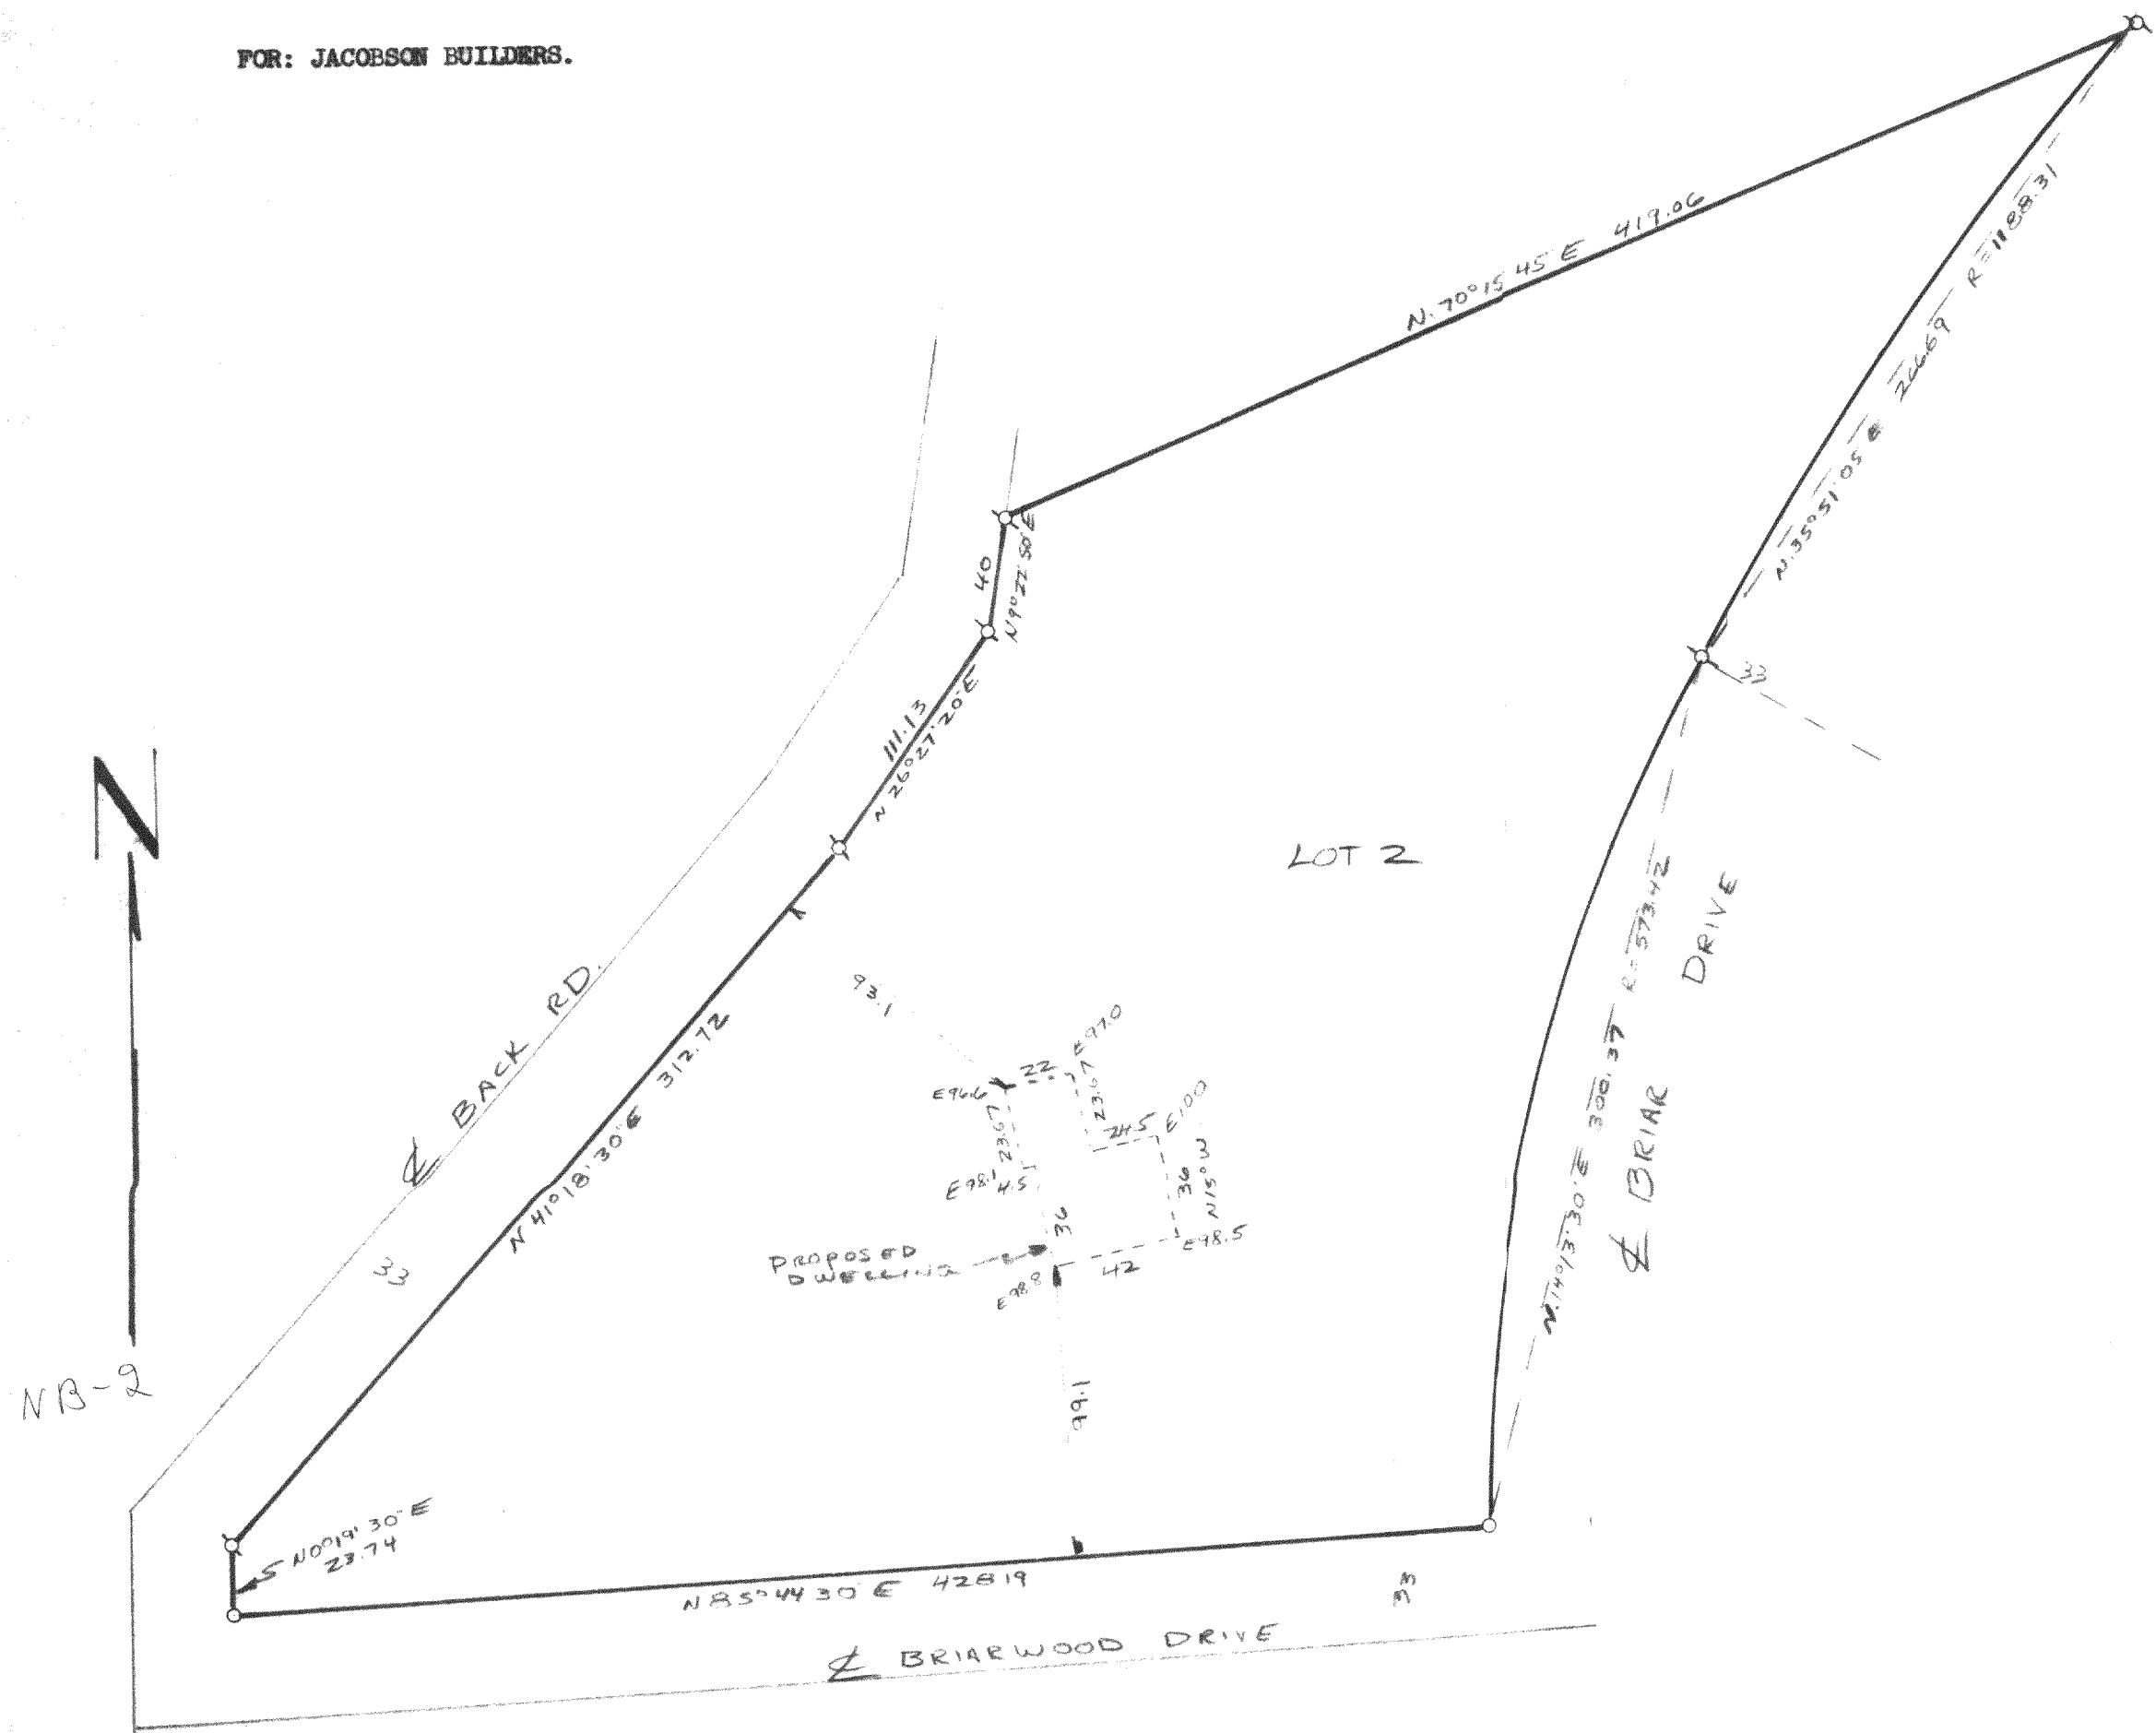 FOR: JACOBSON BUILDERS.
N. 70°15 45 E 419.06
N.35°51'05 E 266.69 R=1188.31
40
N9°22'50"E
111.13
N 26°27'20"E
33
N
NB-2
LOT 2
℄ BACK RD.
N 41°18'30"E 312.72
33
93.1
E97.0
22
E96.6
23.67
23.67
24.5
E100
E98.1
4.5
36
N15°W
36
E98.5
42
E98.8
PROPOSED
DWELLING
99.1
N.14°13'30"E 300.37 R=573.42
℄ BRIAR DRIVE
N0°19'30"E
23.74
N85°44 30 E 428 19
33
℄ BRIARWOOD DRIVE